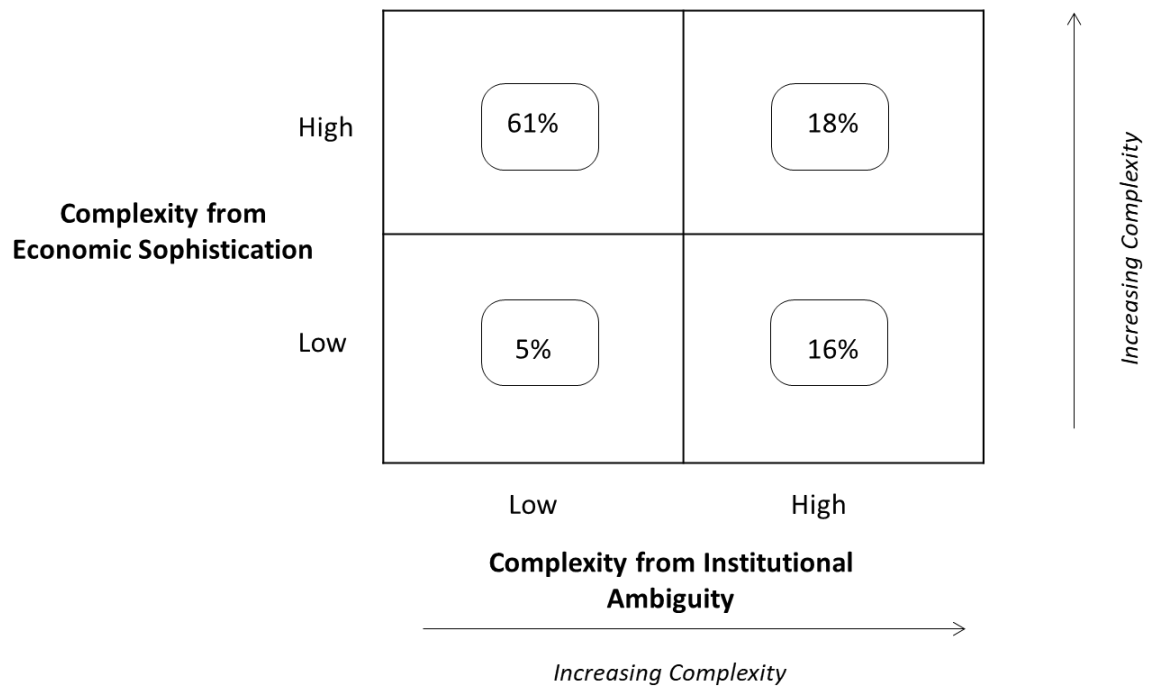 61%
18%
High
Complexity from
Economic Sophistication
Increasing Complexity
Low
5%
16%
Low
High
Complexity from Institutional
Ambiguity
Increasing Complexity